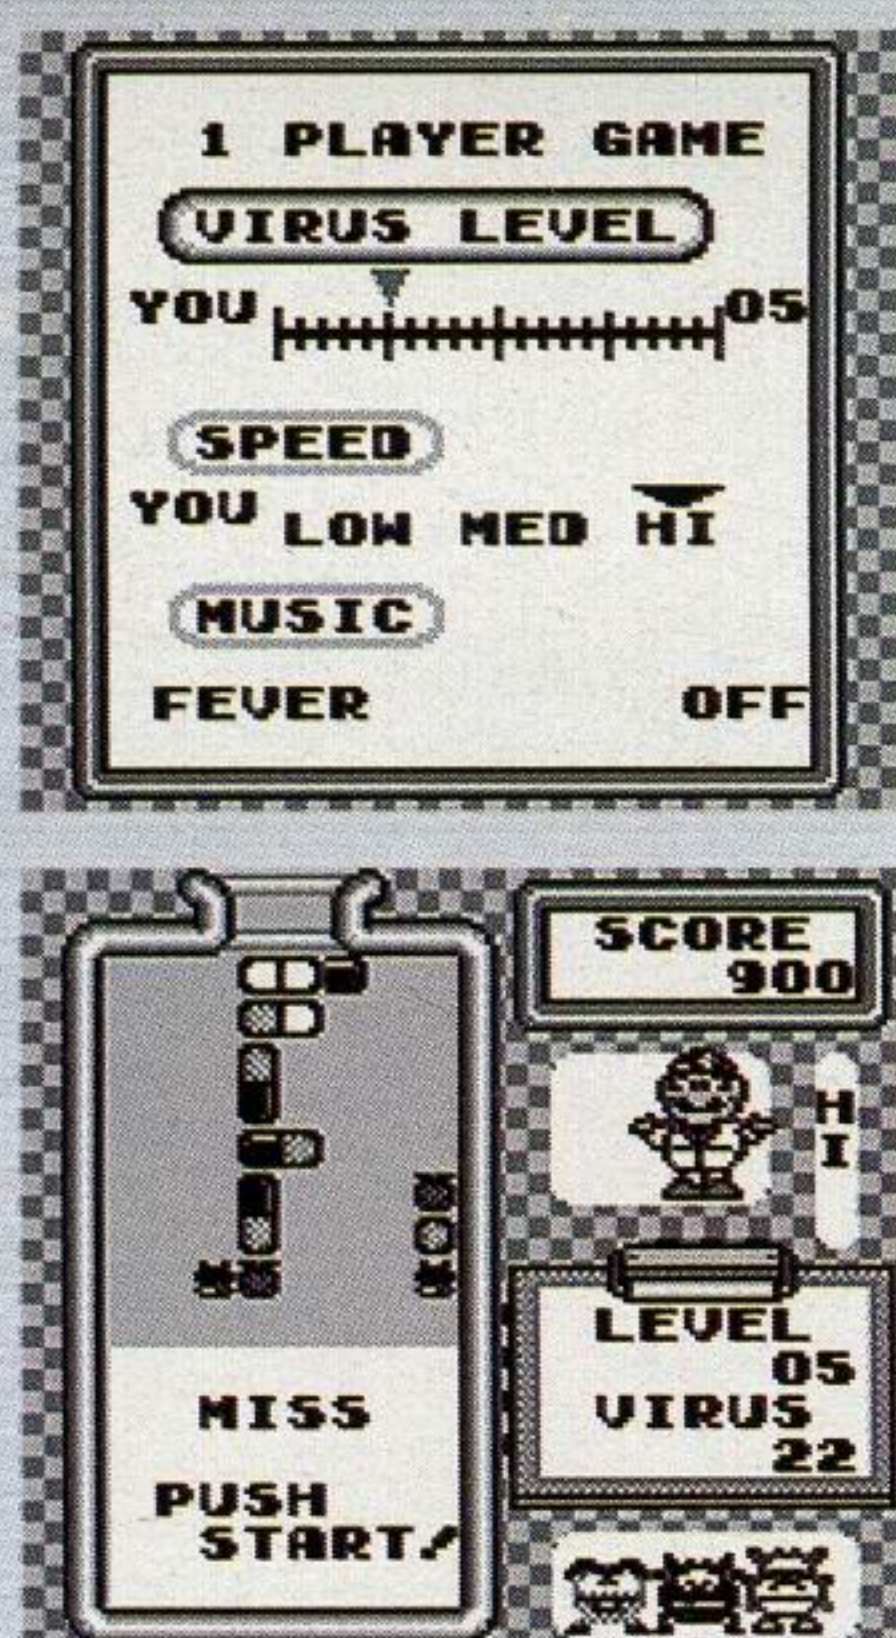 1 PLAYER GAME
VIRUS LEVEL
YOU 05
SPEED
YOU LOW MED HI
MUSIC
FEVER OFF
SCORE
900
HI
LEVEL
05
VIRUS
22
MISS
PUSH
START!